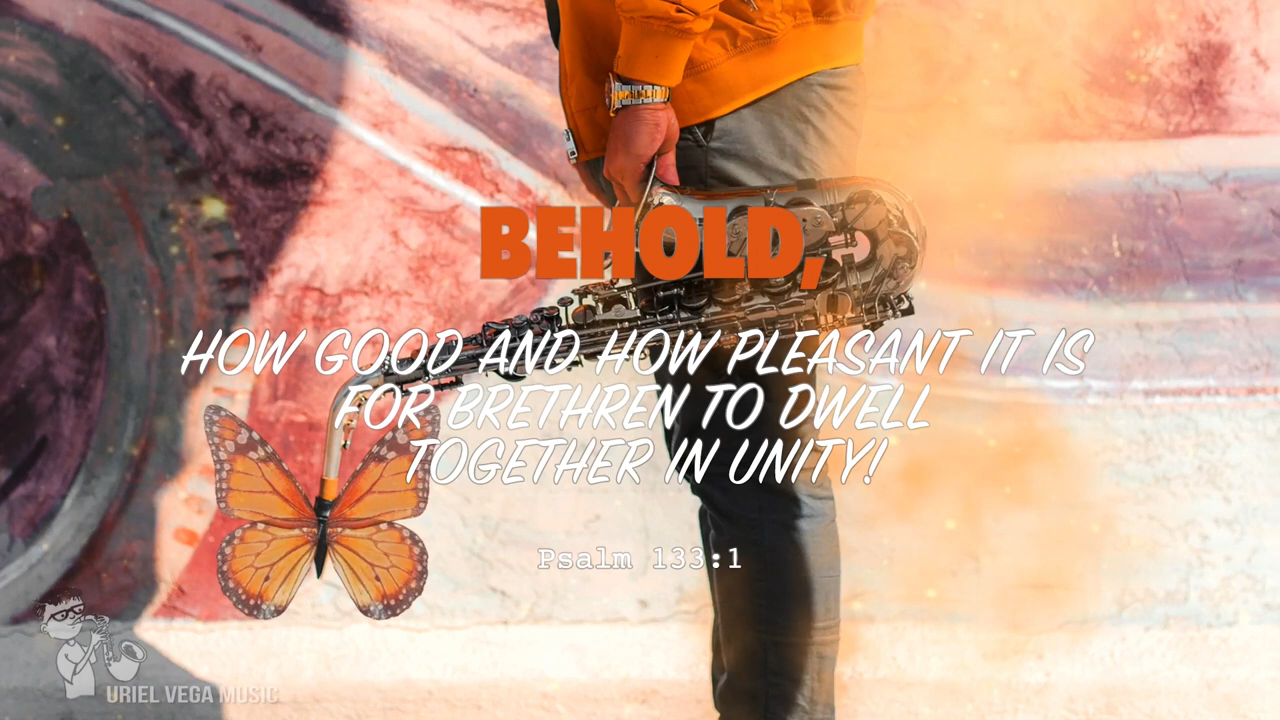 BEHOLD,
HOW GOOD AND HOW PLEASANT IT IS
FOR BRETHREN TO DWELL
TOGETHER IN UNITY!
Psalm 133:1
URIEL VEGA MUSIC